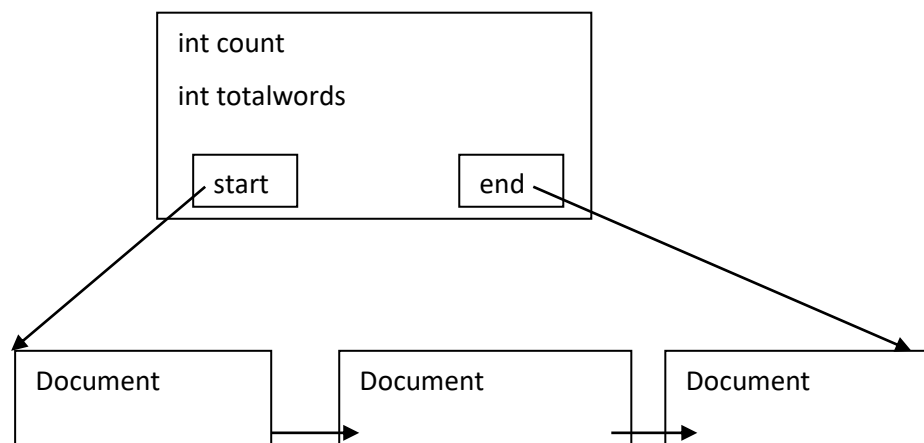 int count
int totalwords
start end
Document Document Document